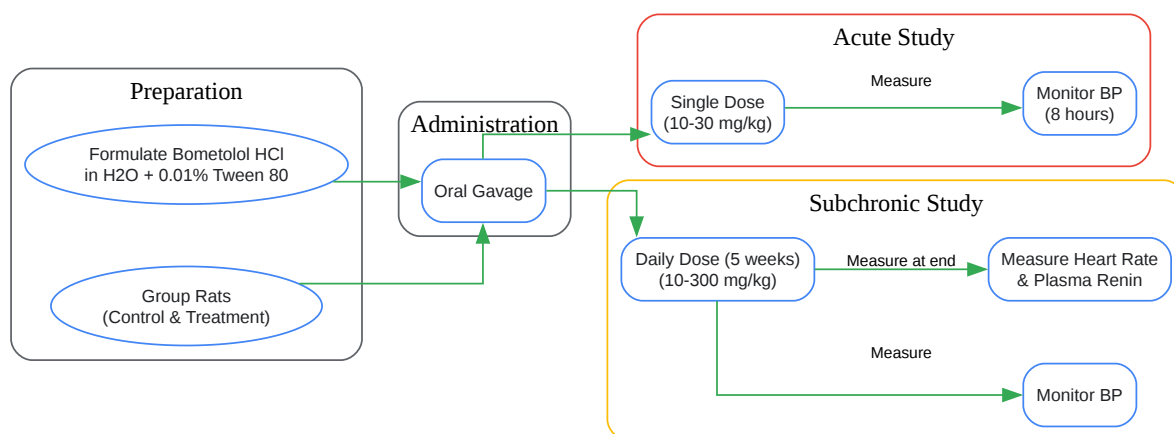 Preparation
Formulate Bometolol HCl
in H2O + 0.01% Tween 80
Group Rats
(Control & Treatment)
Administration
Oral Gavage
Acute Study
Single Dose
(10-30 mg/kg)
Measure
Monitor BP
(8 hours)
Subchronic Study
Daily Dose (5 weeks)
(10-300 mg/kg)
Measure at end
Measure Heart Rate
& Plasma Renin
Measure
Monitor BP